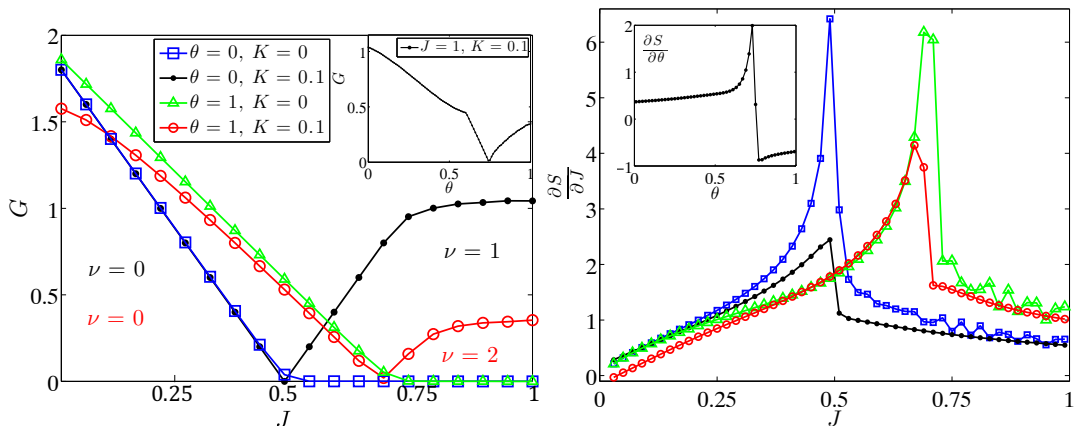 2
1.5
1
0.5
0
G
0.25
0.5
0.75
1
J
θ = 0, K = 0
θ = 0, K = 0.1
θ = 1, K = 0
θ = 1, K = 0.1
J = 1, K = 0.1
1
0.5
0
G
0
0.5
1
θ
ν = 0
ν = 0
ν = 1
ν = 2
6
5
4
3
2
1
0
∂S/∂J
0
0.25
0.5
0.75
1
J
2
1
0
−1
∂S/∂θ
0
0.5
1
θ